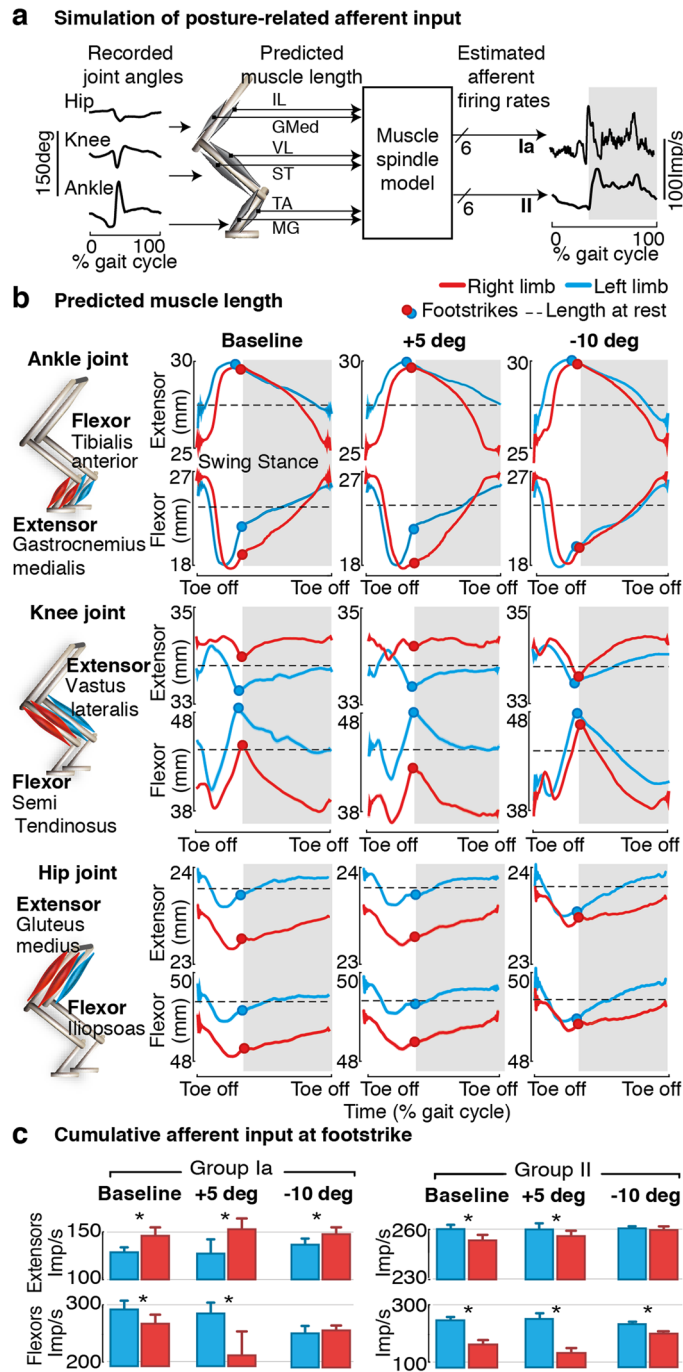 a Simulation of posture-related afferent input
Recorded joint angles
Predicted muscle length
Estimated afferent firing rates
Hip
Knee
Ankle
150deg
0 100
% gait cycle
IL
GMed
VL
ST
TA
MG
Muscle spindle model
6
Ia
6
II
100Imp/s
0 100
% gait cycle
b Predicted muscle length
Right limb Left limb
Footstrikes -- Length at rest
Baseline +5 deg -10 deg
Ankle joint
Flexor
Tibialis
anterior
Extensor
Gastrocnemius
medialis
Extensor
(mm)
30
25
30
25
30
25
Swing Stance
Flexor
(mm)
27
18
27
18
27
18
Toe off Toe off Toe off Toe off Toe off Toe off
Knee joint
Extensor
Vastus
lateralis
Flexor
Semi
Tendinosus
Extensor
(mm)
35
33
35
33
35
33
Flexor
(mm)
48
38
48
38
48
38
Toe off Toe off Toe off Toe off Toe off Toe off
Hip joint
Extensor
Gluteus
medius
Flexor
Iliopsoas
Extensor
(mm)
24
23
24
23
24
23
Flexor
(mm)
50
48
50
48
50
48
Toe off Toe off Toe off Toe off Toe off Toe off
Time (% gait cycle)
c Cumulative afferent input at footstrike
Group Ia Group II
Baseline +5 deg -10 deg Baseline +5 deg -10 deg
Extensors
Imp/s
150
100
* * *
260
230
* *
Flexors
Imp/s
300
200
* *
300
100
* * *